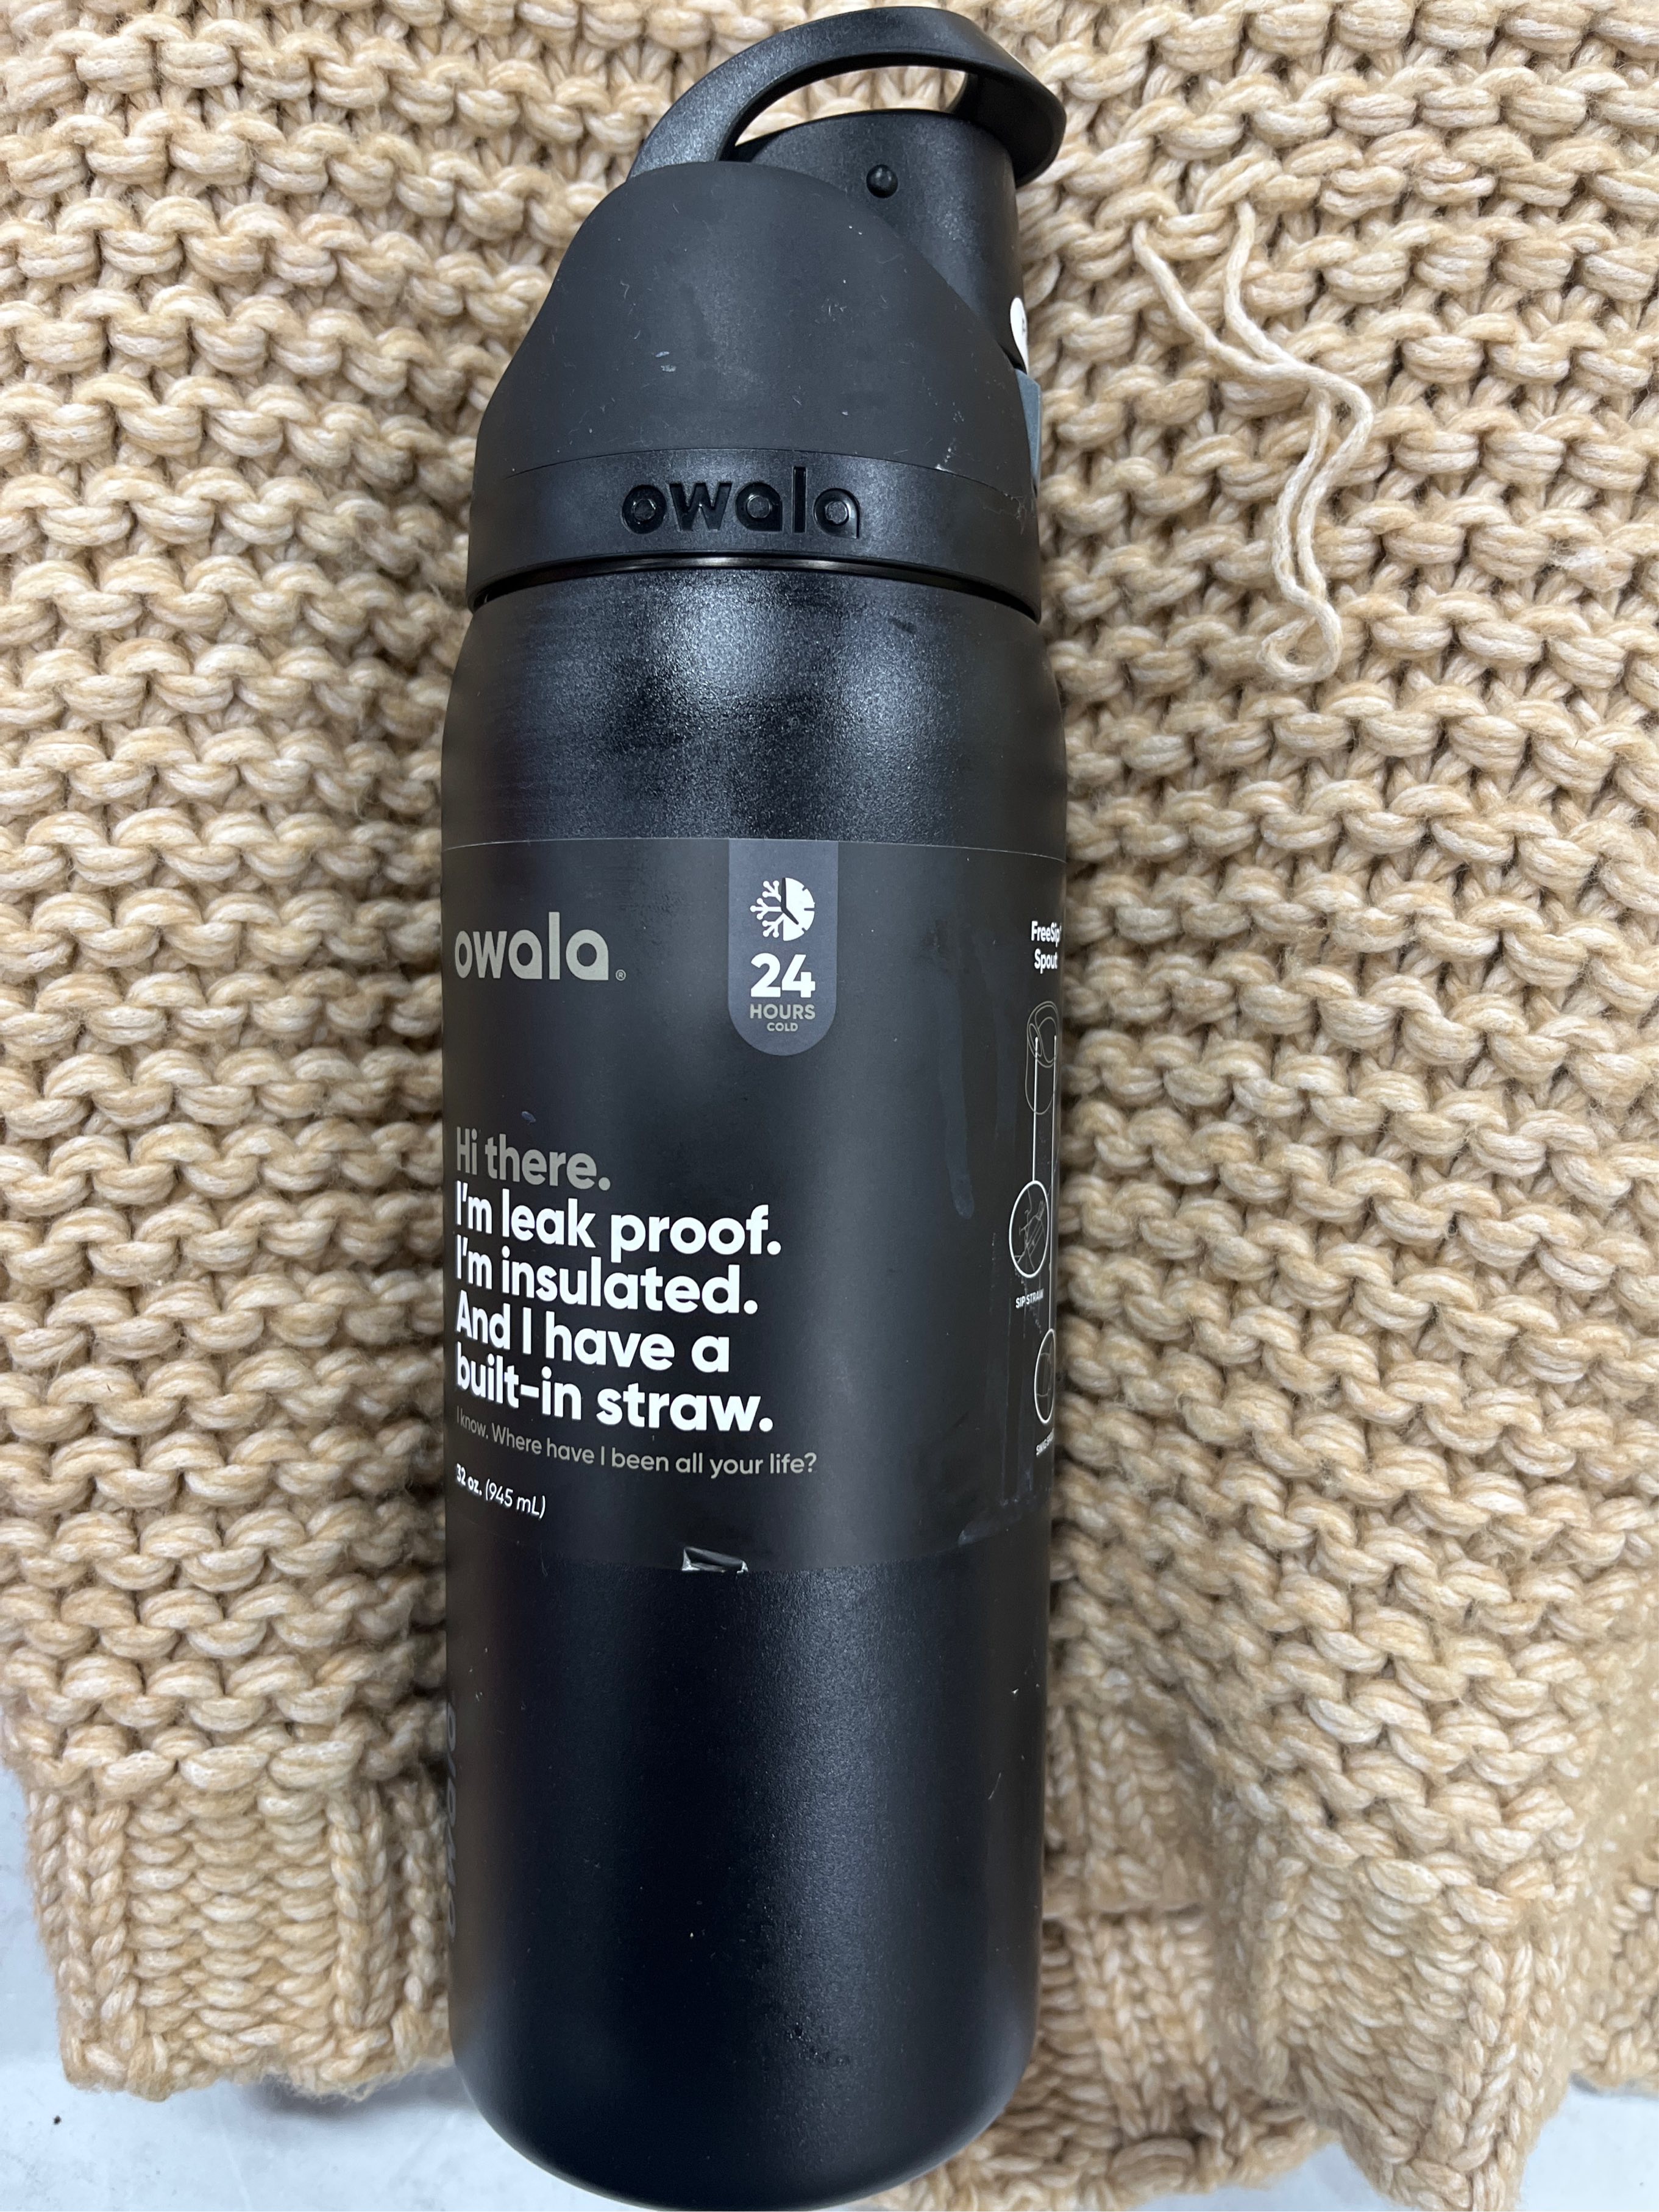 owala
owala®
24
HOURS
COLD
Hi there.
I'm leak proof.
I'm insulated.
And I have a
built-in straw.
I know. Where have I been all your life?
32 oz. (945 mL)
FreeSip
Spout
SIP STRAW